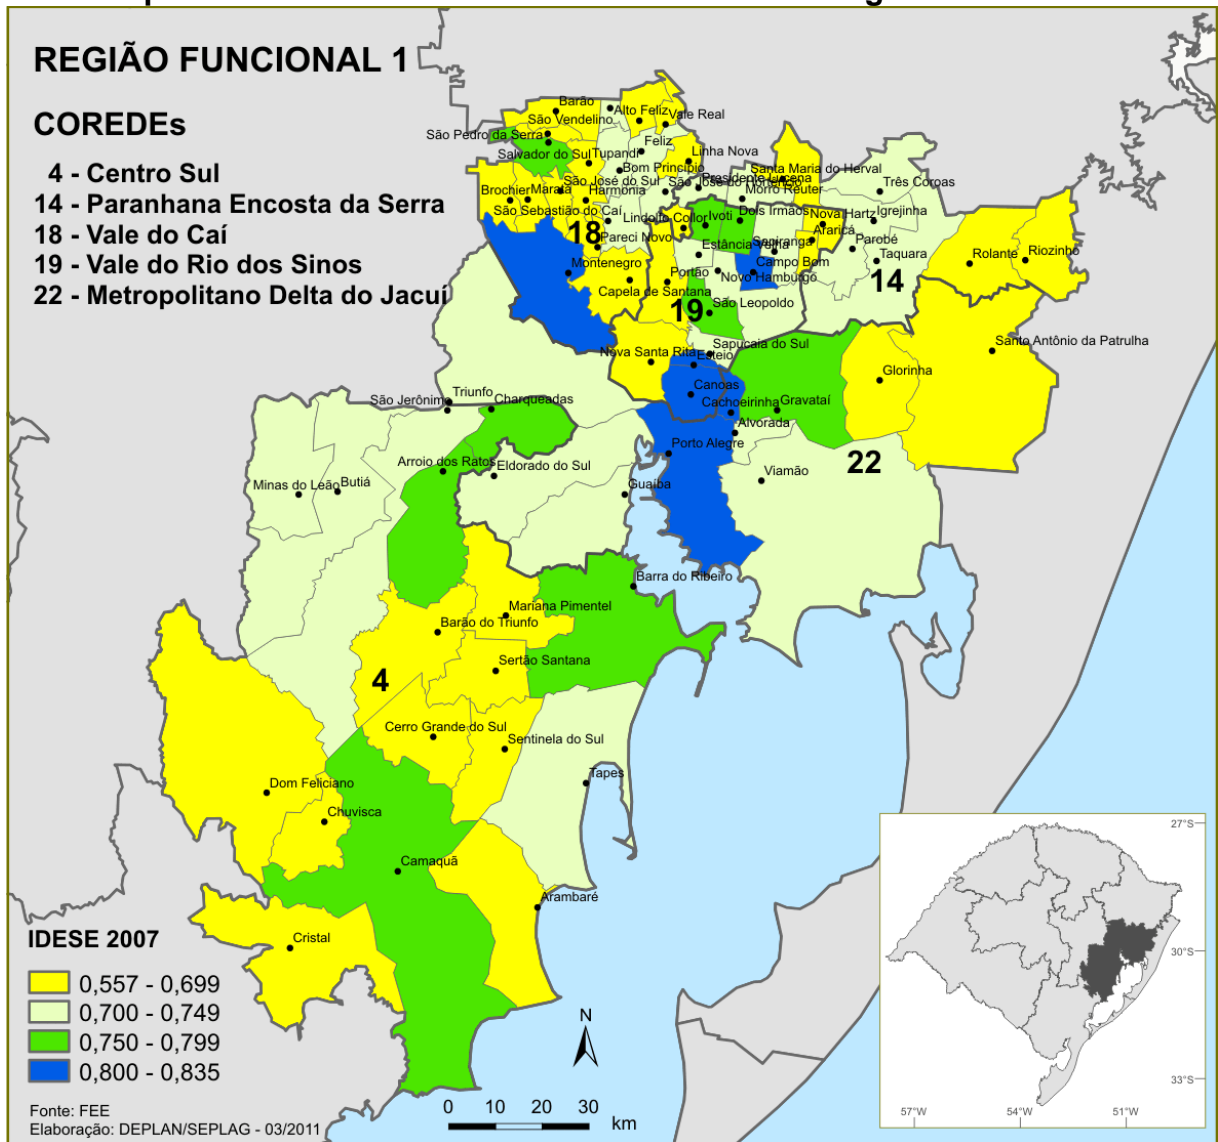 REGIÃO FUNCIONAL 1
COREDEs
4 - Centro Sul
14 - Paranhana Encosta da Serra
18 - Vale do Caí
19 - Vale do Rio dos Sinos
22 - Metropolitano Delta do Jacuí
Barão
Alto Feliz
Vale Real
São Vendelino
São Pedro da Serra
Feliz
Salvador do Sul
Tupandi
Linha Nova
Bom Princípio
Santa Maria do Herval
Presidente Lucena
São José do Sul
São José do Hortêncio
Três Coroas
Brochier
Maratá
Harmonia
Morro Reuter
São Sebastião do Caí
Lindolfo Collor
Ivoti
Dois Irmãos
Nova Hartz
Igrejinha
18
Pareci Novo
Araricá
Estância Velha
Sapiranga
Parobé
Rolante
Riozinho
Montenegro
Campo Bom
Taquara
Portão
Novo Hamburgo
14
Capela de Santana
19
São Leopoldo
Sapucaia do Sul
Santo Antônio da Patrulha
Nova Santa Rita
Esteio
Glorinha
Canoas
Triunfo
São Jerônimo
Charqueadas
Cachoeirinha
Gravataí
Alvorada
Porto Alegre
22
Arroio dos Ratos
Eldorado do Sul
Viamão
Minas do Leão
Butiá
Guaíba
Barra do Ribeiro
Mariana Pimentel
Barão do Triunfo
Sertão Santana
4
Cerro Grande do Sul
Sentinela do Sul
Tapes
Dom Feliciano
Chuvisca
Camaquã
Arambaré
Cristal
IDESE 2007
0,557 - 0,699
0,700 - 0,749
0,750 - 0,799
0,800 - 0,835
Fonte: FEE
Elaboração: DEPLAN/SEPLAG - 03/2011
N
0 10 20 30
km
27°S
30°S
33°S
57°W 54°W 51°W